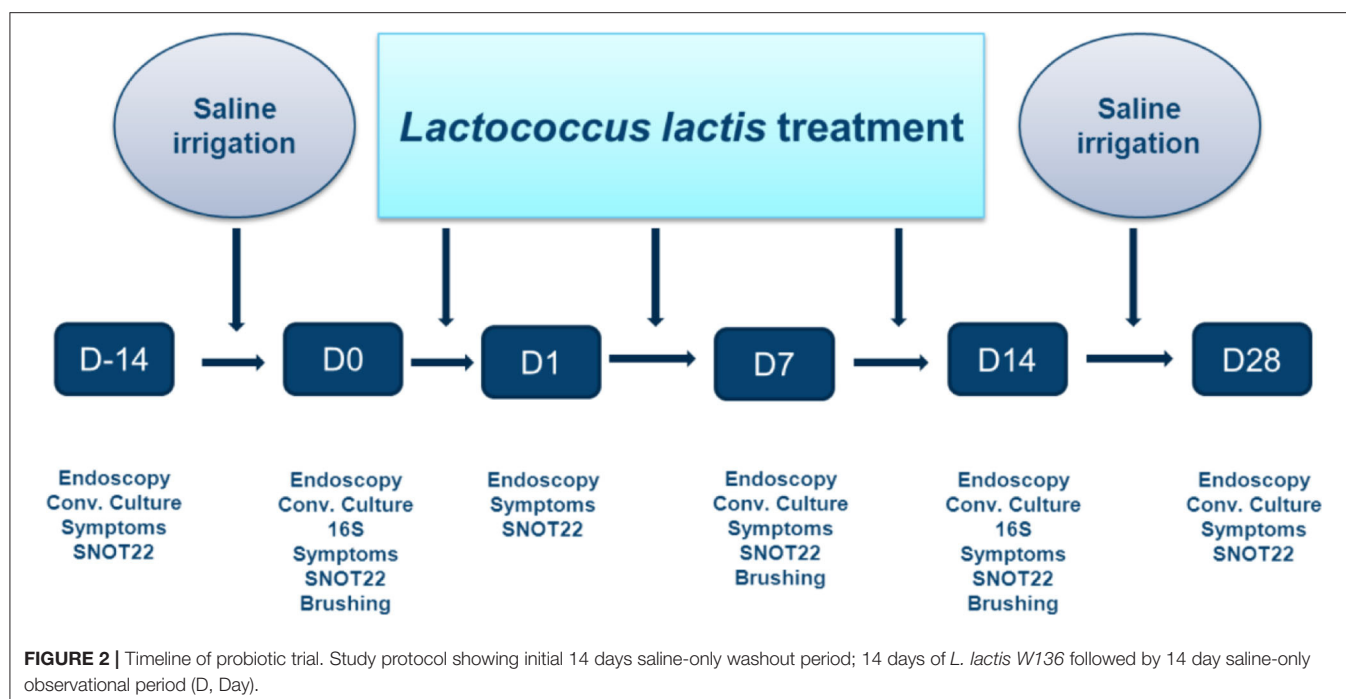 Saline
irrigation
Lactococcus lactis treatment
Saline
irrigation
D-14
D0
D1
D7
D14
D28
Endoscopy
Conv. Culture
Symptoms
SNOT22
Endoscopy
Conv. Culture
16S
Symptoms
SNOT22
Brushing
Endoscopy
Symptoms
SNOT22
Endoscopy
Conv. Culture
Symptoms
SNOT22
Brushing
Endoscopy
Conv. Culture
16S
Symptoms
SNOT22
Brushing
Endoscopy
Conv. Culture
Symptoms
SNOT22
FIGURE 2 | Timeline of probiotic trial. Study protocol showing initial 14 days saline-only washout period; 14 days of L. lactis W136 followed by 14 day saline-only
observational period (D, Day).